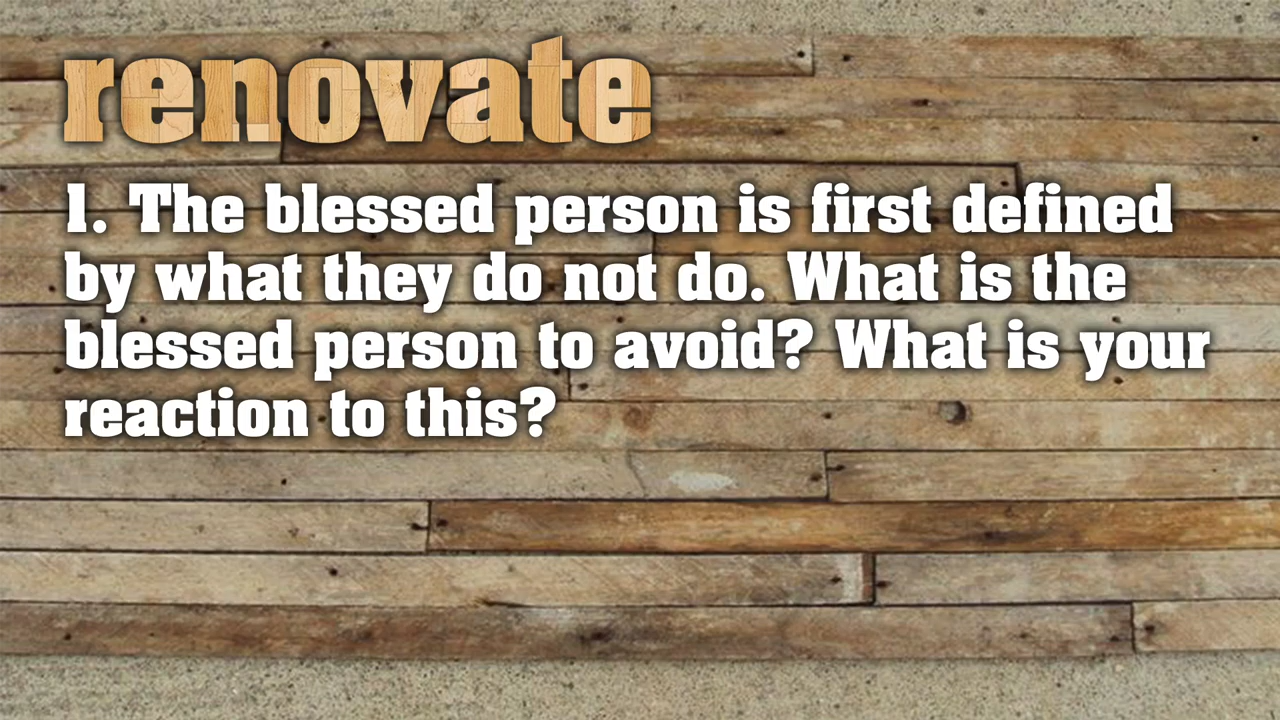 renovate
1. The blessed person is first defined
by what they do not do. What is the
blessed person to avoid? What is your
reaction to this?